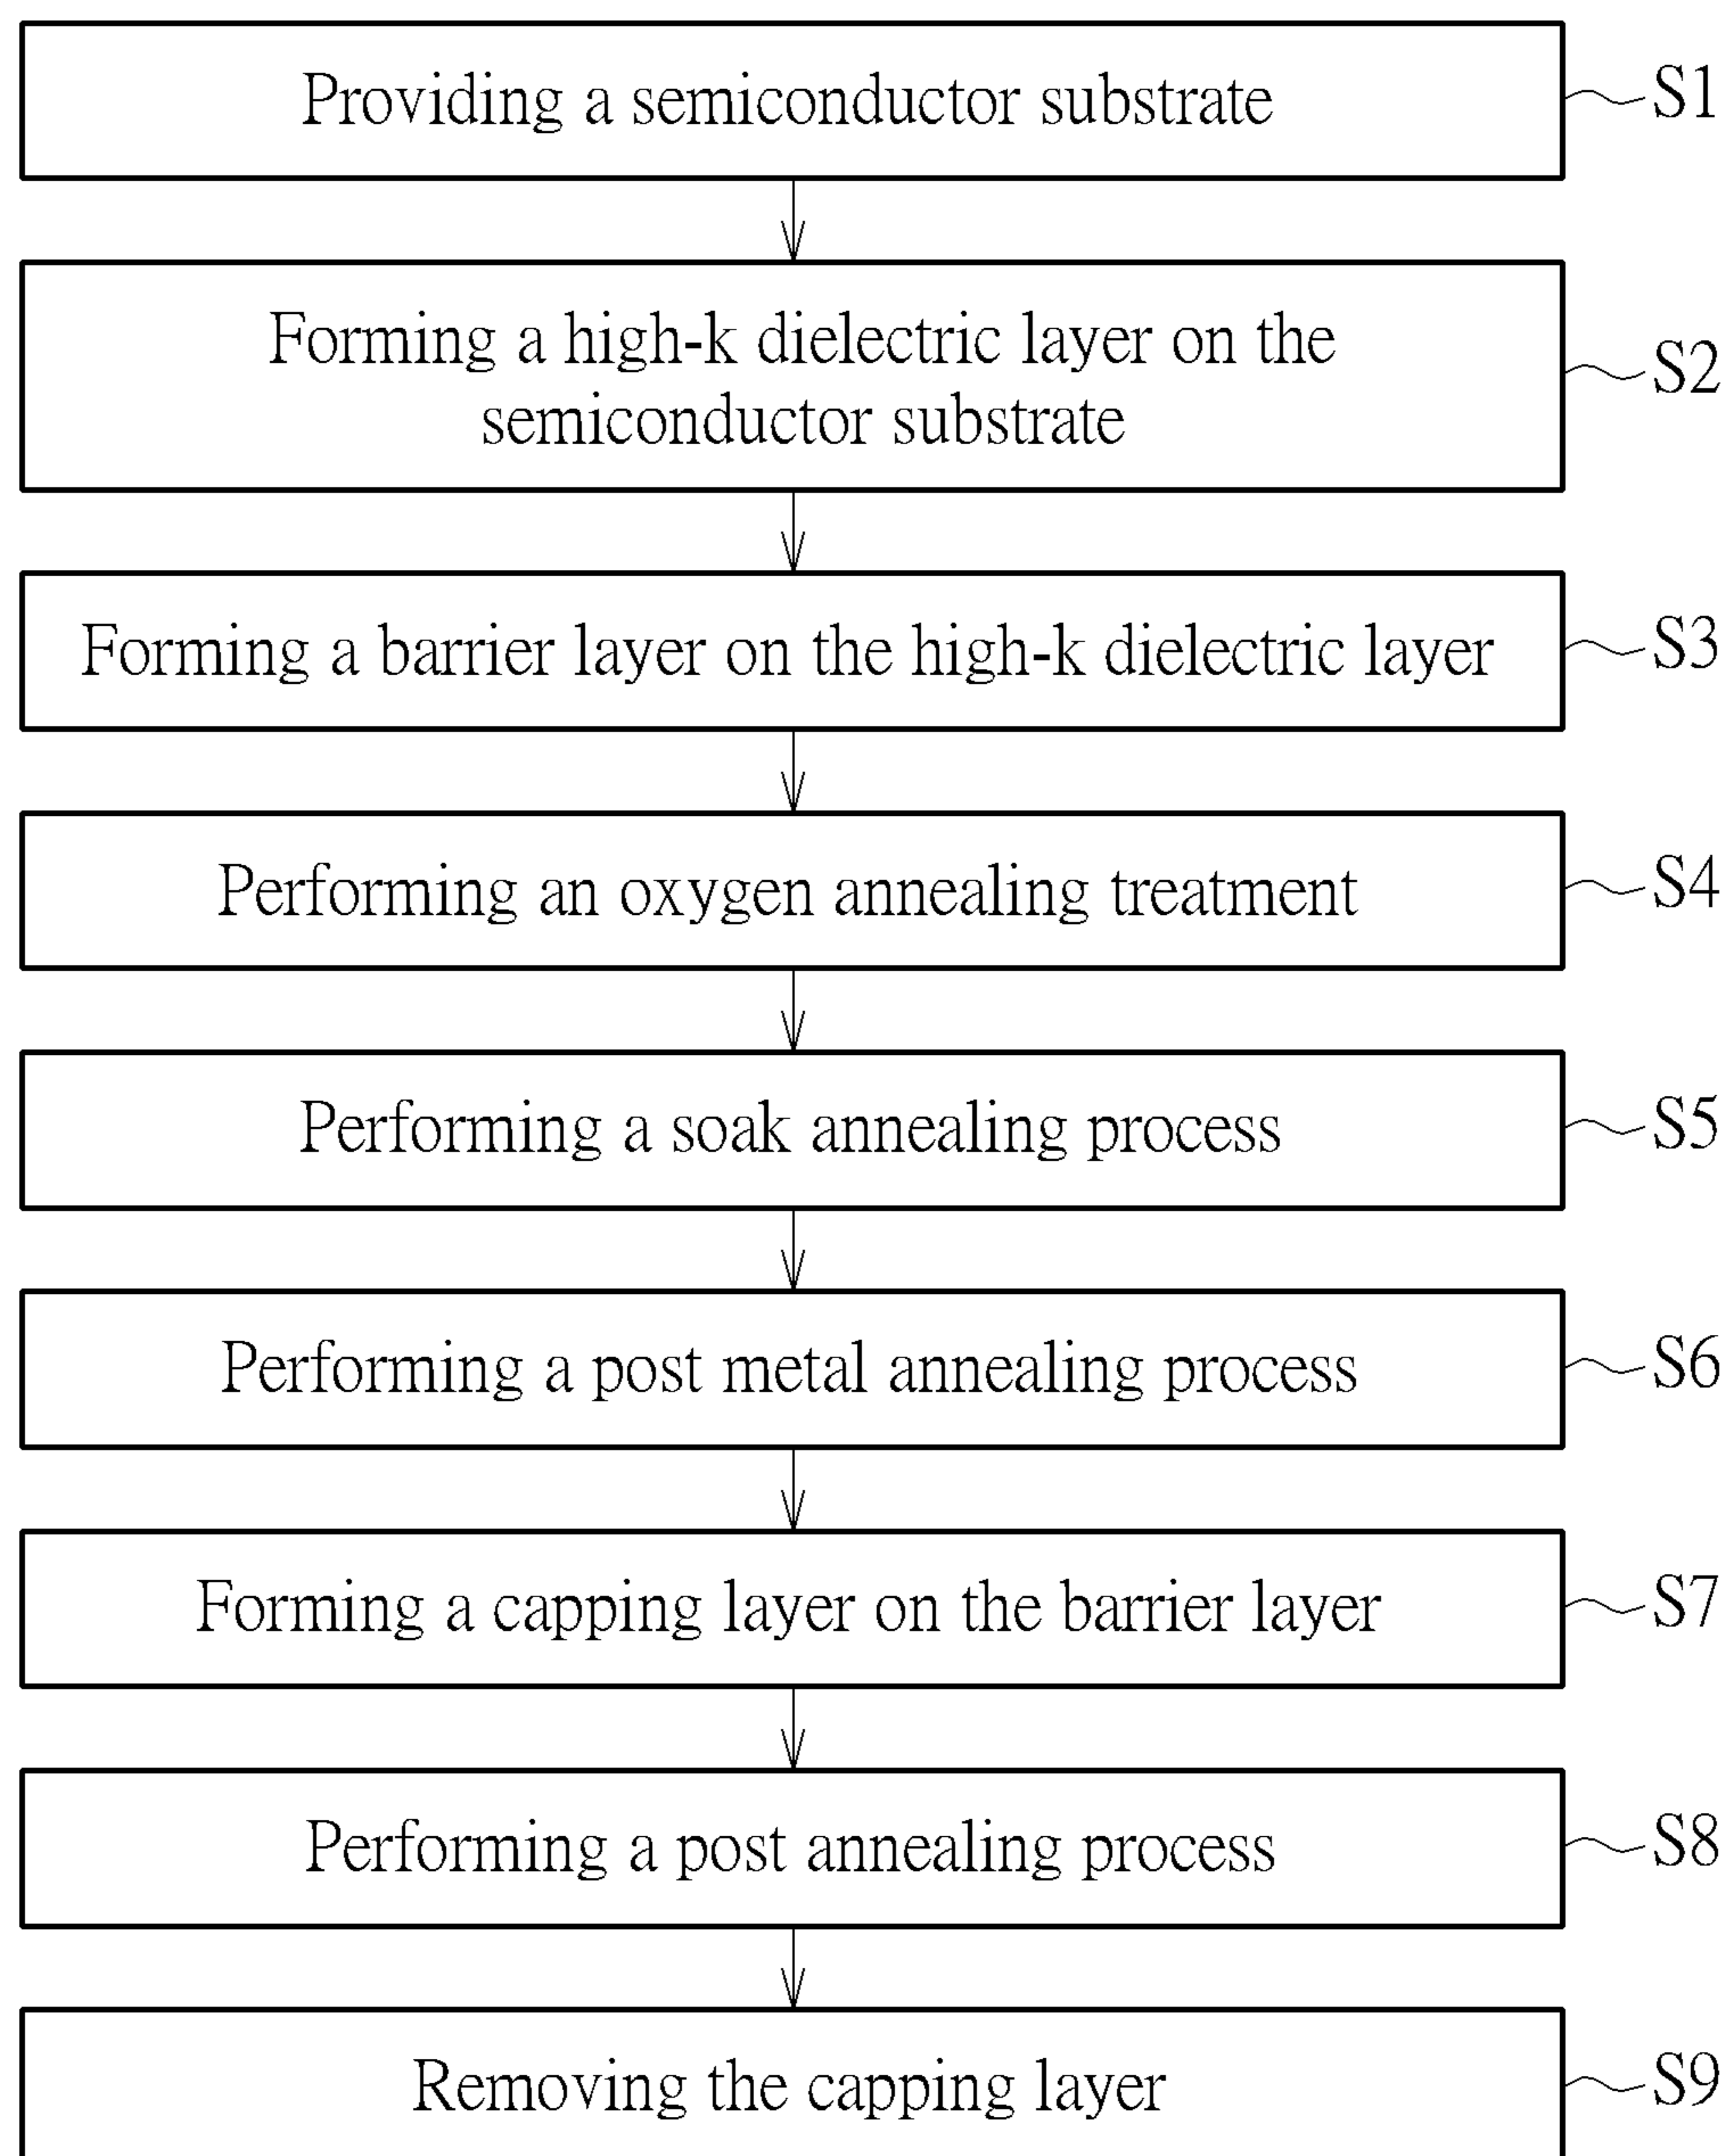 Providing a semiconductor substrate
S1
Forming a high-k dielectric layer on the
semiconductor substrate
S2
Forming a barrier layer on the high-k dielectric layer
S3
Performing an oxygen annealing treatment
S4
Performing a soak annealing process
S5
Performing a post metal annealing process
S6
Forming a capping layer on the barrier layer
S7
Performing a post annealing process
S8
Removing the capping layer
S9